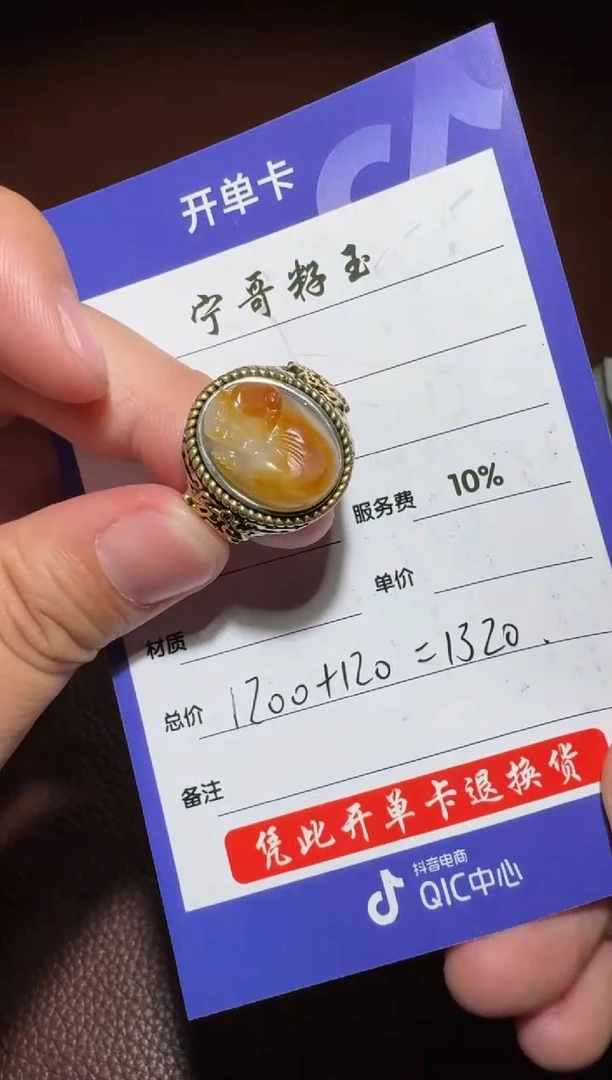 开单卡
宁哥籽玉
服务费 10%
单价
材质
总价 1200+120=1320.
备注
凭此开单卡退换货
抖音电商
QIC中心